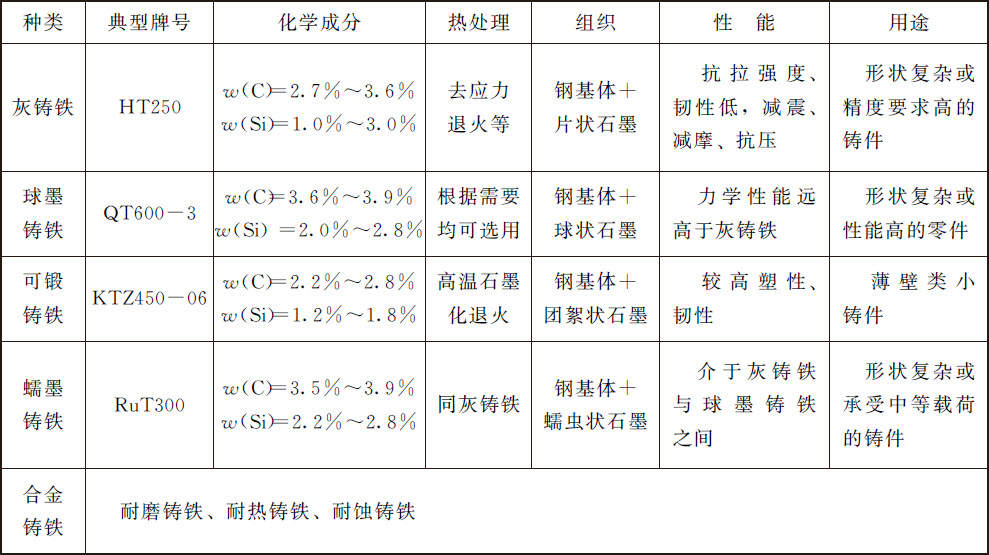 种类 典型牌号 化学成分 热处理 组织 性 能 用途
灰铸铁 HT250 w(C)=2.7%~3.6% w(Si)=1.0%~3.0% 去应力 退火等 钢基体+ 片状石墨 抗拉强度、 韧性低，减震、 减摩、抗压 形状复杂或 精度要求高的 铸件
球墨 铸铁 QT600-3 w(C)=3.6%~3.9% w(Si)=2.0%~2.8% 根据需要 均可选用 钢基体+ 球状石墨 力学性能远 高于灰铸铁 形状复杂或 性能高的零件
可锻 铸铁 KTZ450-06 w(C)=2.2%~2.8% w(Si)=1.2%~1.8% 高温石墨 化退火 钢基体+ 团絮状石墨 较高塑性、 韧性 薄壁类小 铸件
蠕墨 铸铁 RuT300 w(C)=3.5%~3.9% w(Si)=2.2%~2.8% 同灰铸铁 钢基体+ 蠕虫状石墨 介于灰铸铁 与球墨铸铁 之间 形状复杂或 承受中等载荷 的铸件
合金 铸铁 耐磨铸铁、耐热铸铁、耐蚀铸铁